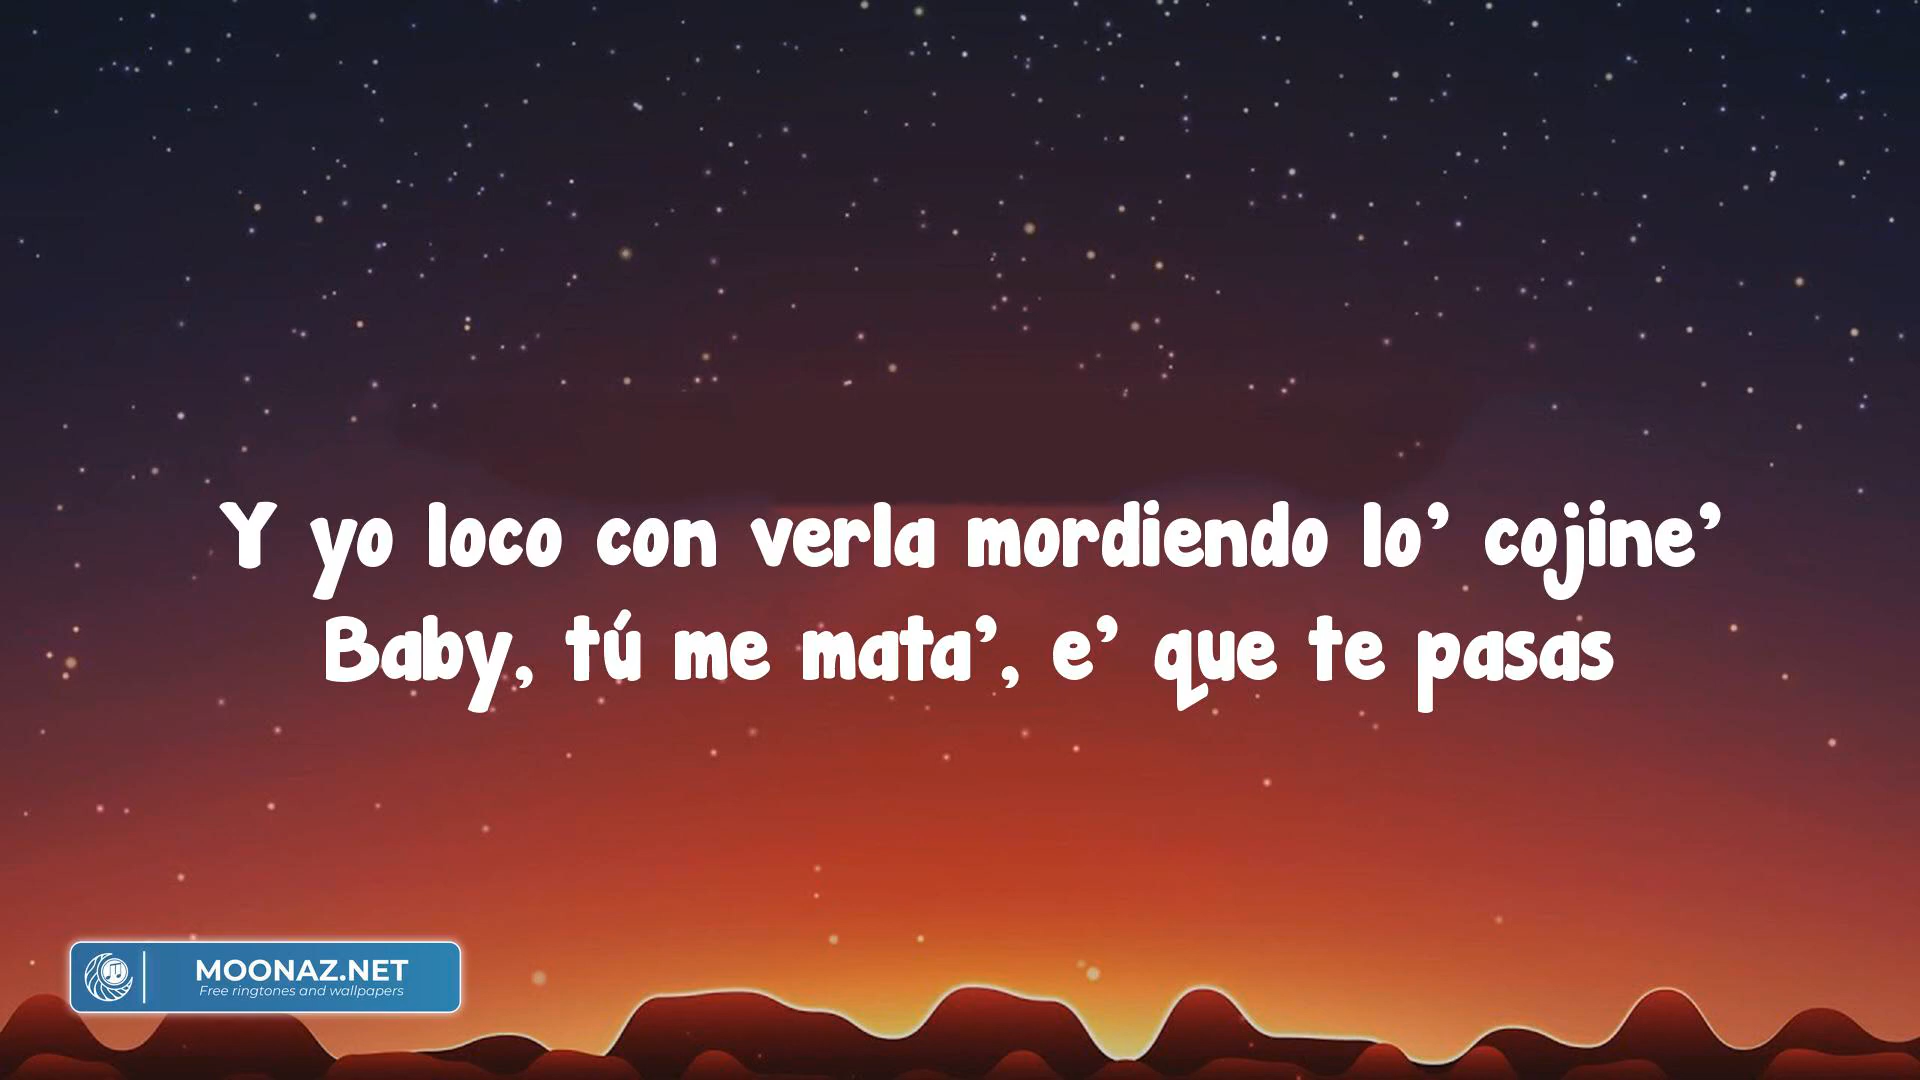 Y yo loco con verla mordiendo lo’ cojine’
Baby, tú me mata’, e’ que te pasas
MOONAZ.NET
Free ringtones and wallpapers